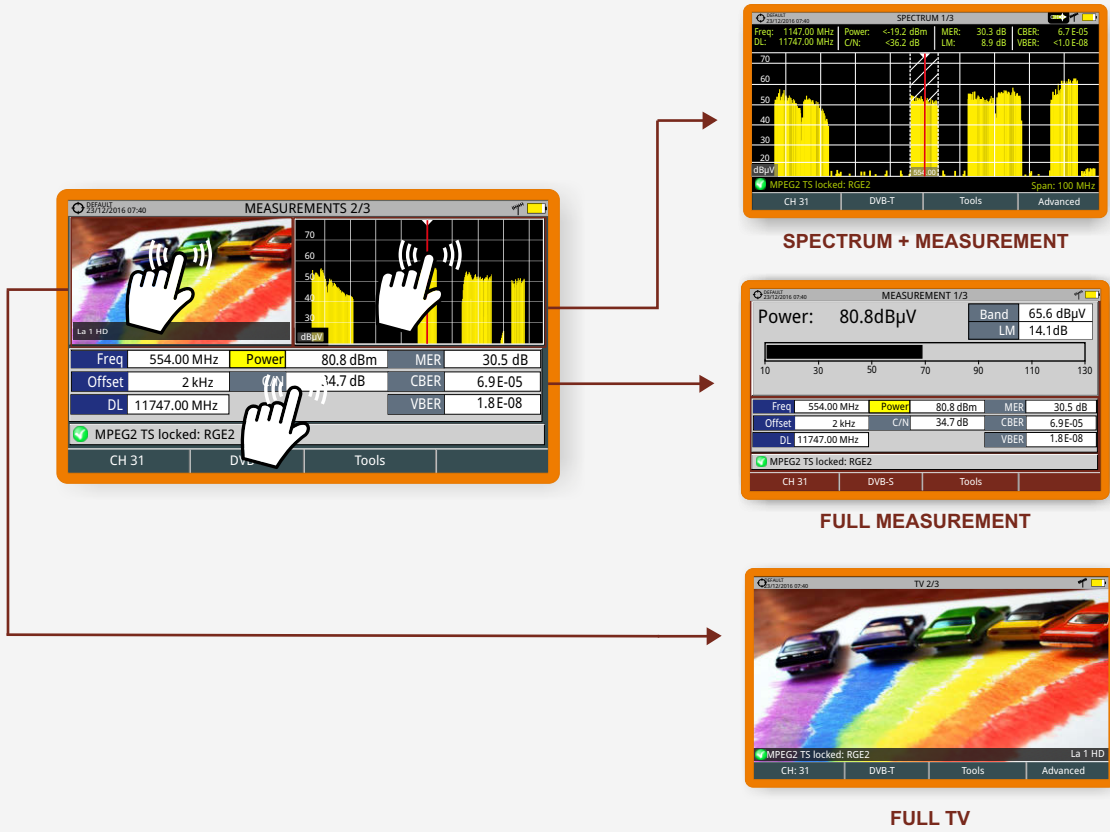 DEFAULT
23/12/2016 07:40
SPECTRUM 1/3
Freq: 1147.00 MHz Power: <-19.2 dBm MER: 30.3 dB CBER: 6.7 E-05
DL: 11747.00 MHz C/N: <36.2 dB LM: 8.9 dB VBER: <1.0 E-08
70
60
50
40
30
20
dBµV
554.00
MPEG2 TS locked: RGE2 Span: 100 MHz
CH 31 DVB-T Tools Advanced
SPECTRUM + MEASUREMENT
DEFAULT
23/12/2016 07:40
MEASUREMENTS 2/3
70
60
50
40
30
dBµV
La 1 HD
Freq 554.00 MHz Power 80.8 dBm MER 30.5 dB
Offset 2 kHz C/N 34.7 dB CBER 6.9 E-05
DL 11747.00 MHz VBER 1.8 E-08
MPEG2 TS locked: RGE2
CH 31 DVB Tools
DEFAULT
23/12/2016 07:40
MEASUREMENT 1/3
Power: 80.8dBµV Band 65.6 dBµV
LM 14.1dB
10 30 50 70 90 110 130
Freq 554.00 MHz Power 80.8 dBm MER 30.5 dB
Offset 2 kHz C/N 34.7 dB CBER 6.9 E-05
DL 11747.00 MHz VBER 1.8 E-08
MPEG2 TS locked: RGE2
CH 31 DVB-S Tools
FULL MEASUREMENT
DEFAULT
23/12/2016 07:40
TV 2/3
MPEG2 TS locked: RGE2 La 1 HD
CH: 31 DVB-T Tools Advanced
FULL TV